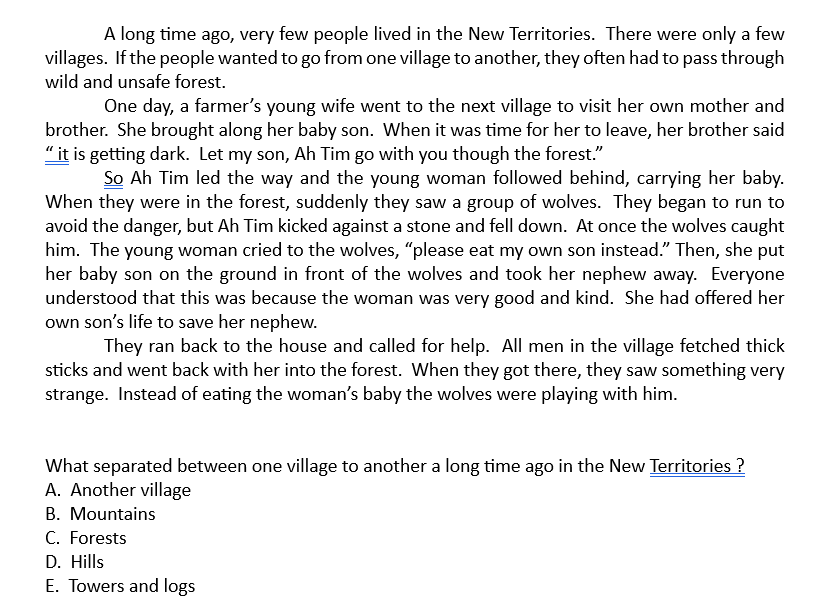 A long time ago, very few people lived in the New Territories. There were only a few
villages. If the people wanted to go from one village to another, they often had to pass through
wild and unsafe forest.
One day, a farmer’s young wife went to the next village to visit her own mother and
brother. She brought along her baby son. When it was time for her to leave, her brother said
“ it is getting dark. Let my son, Ah Tim go with you though the forest.”
So Ah Tim led the way and the young woman followed behind, carrying her baby.
When they were in the forest, suddenly they saw a group of wolves. They began to run to
avoid the danger, but Ah Tim kicked against a stone and fell down. At once the wolves caught
him. The young woman cried to the wolves, “please eat my own son instead.” Then, she put
her baby son on the ground in front of the wolves and took her nephew away. Everyone
understood that this was because the woman was very good and kind. She had offered her
own son’s life to save her nephew.
They ran back to the house and called for help. All men in the village fetched thick
sticks and went back with her into the forest. When they got there, they saw something very
strange. Instead of eating the woman’s baby the wolves were playing with him.
What separated between one village to another a long time ago in the New Territories ?
A. Another village
B. Mountains
C. Forests
D. Hills
E. Towers and logs